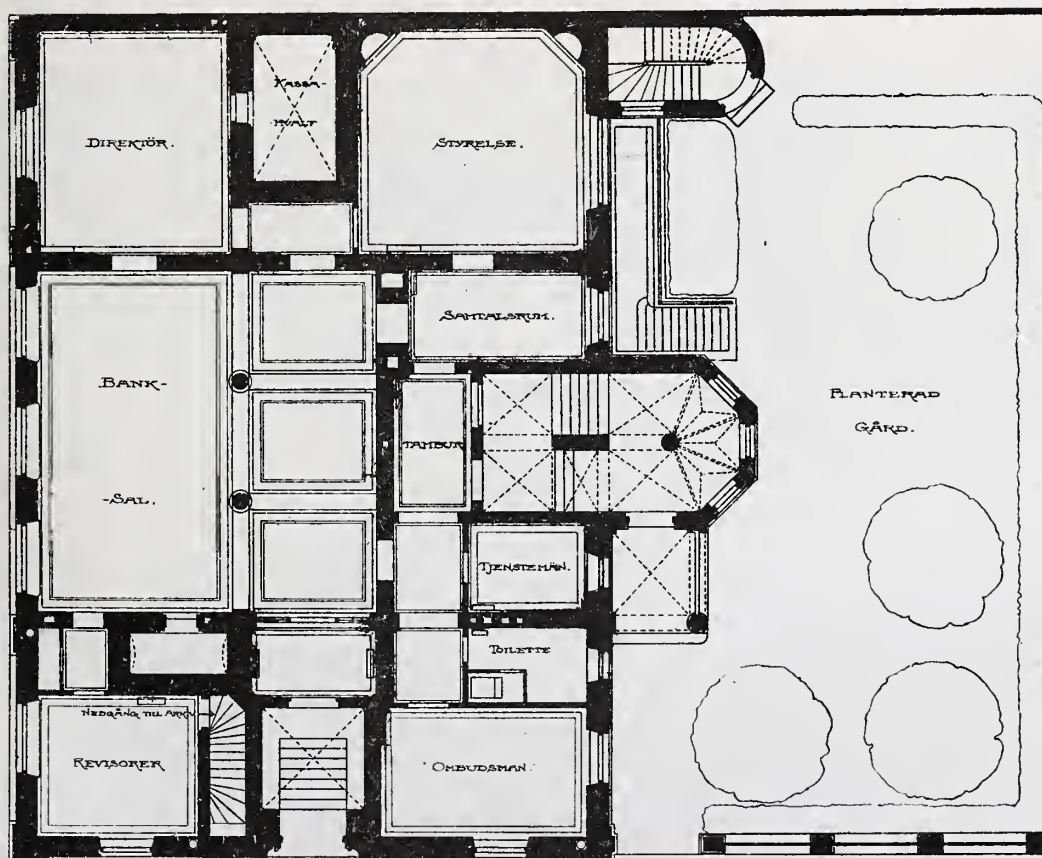 DIREKTÖR.
KASSA-
HVALF
STYRELSE.
SAMTALSRUM.
BANK-
-SAL.
TAMBUR
PLANTERAD
GÅRD.
TJENSTEMÄN.
TOILETTE
NEDGÅNG TILL ARKIV
REVISORER
OMBUDSMAN.